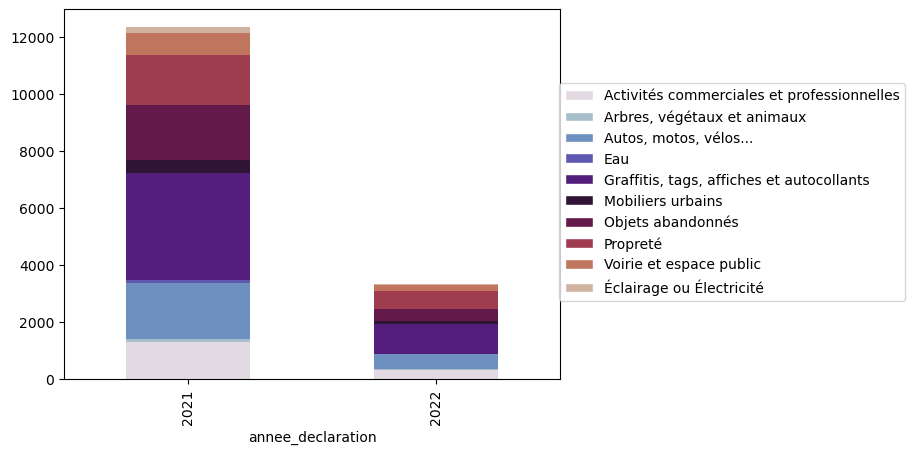 12000
10000
8000
6000
4000
2000
0
2021
2022
annee_declaration
Activités commerciales et professionnelles
Arbres, végétaux et animaux
Autos, motos, vélos...
Eau
Graffitis, tags, affiches et autocollants
Mobiliers urbains
Objets abandonnés
Propreté
Voirie et espace public
Éclairage ou Électricité